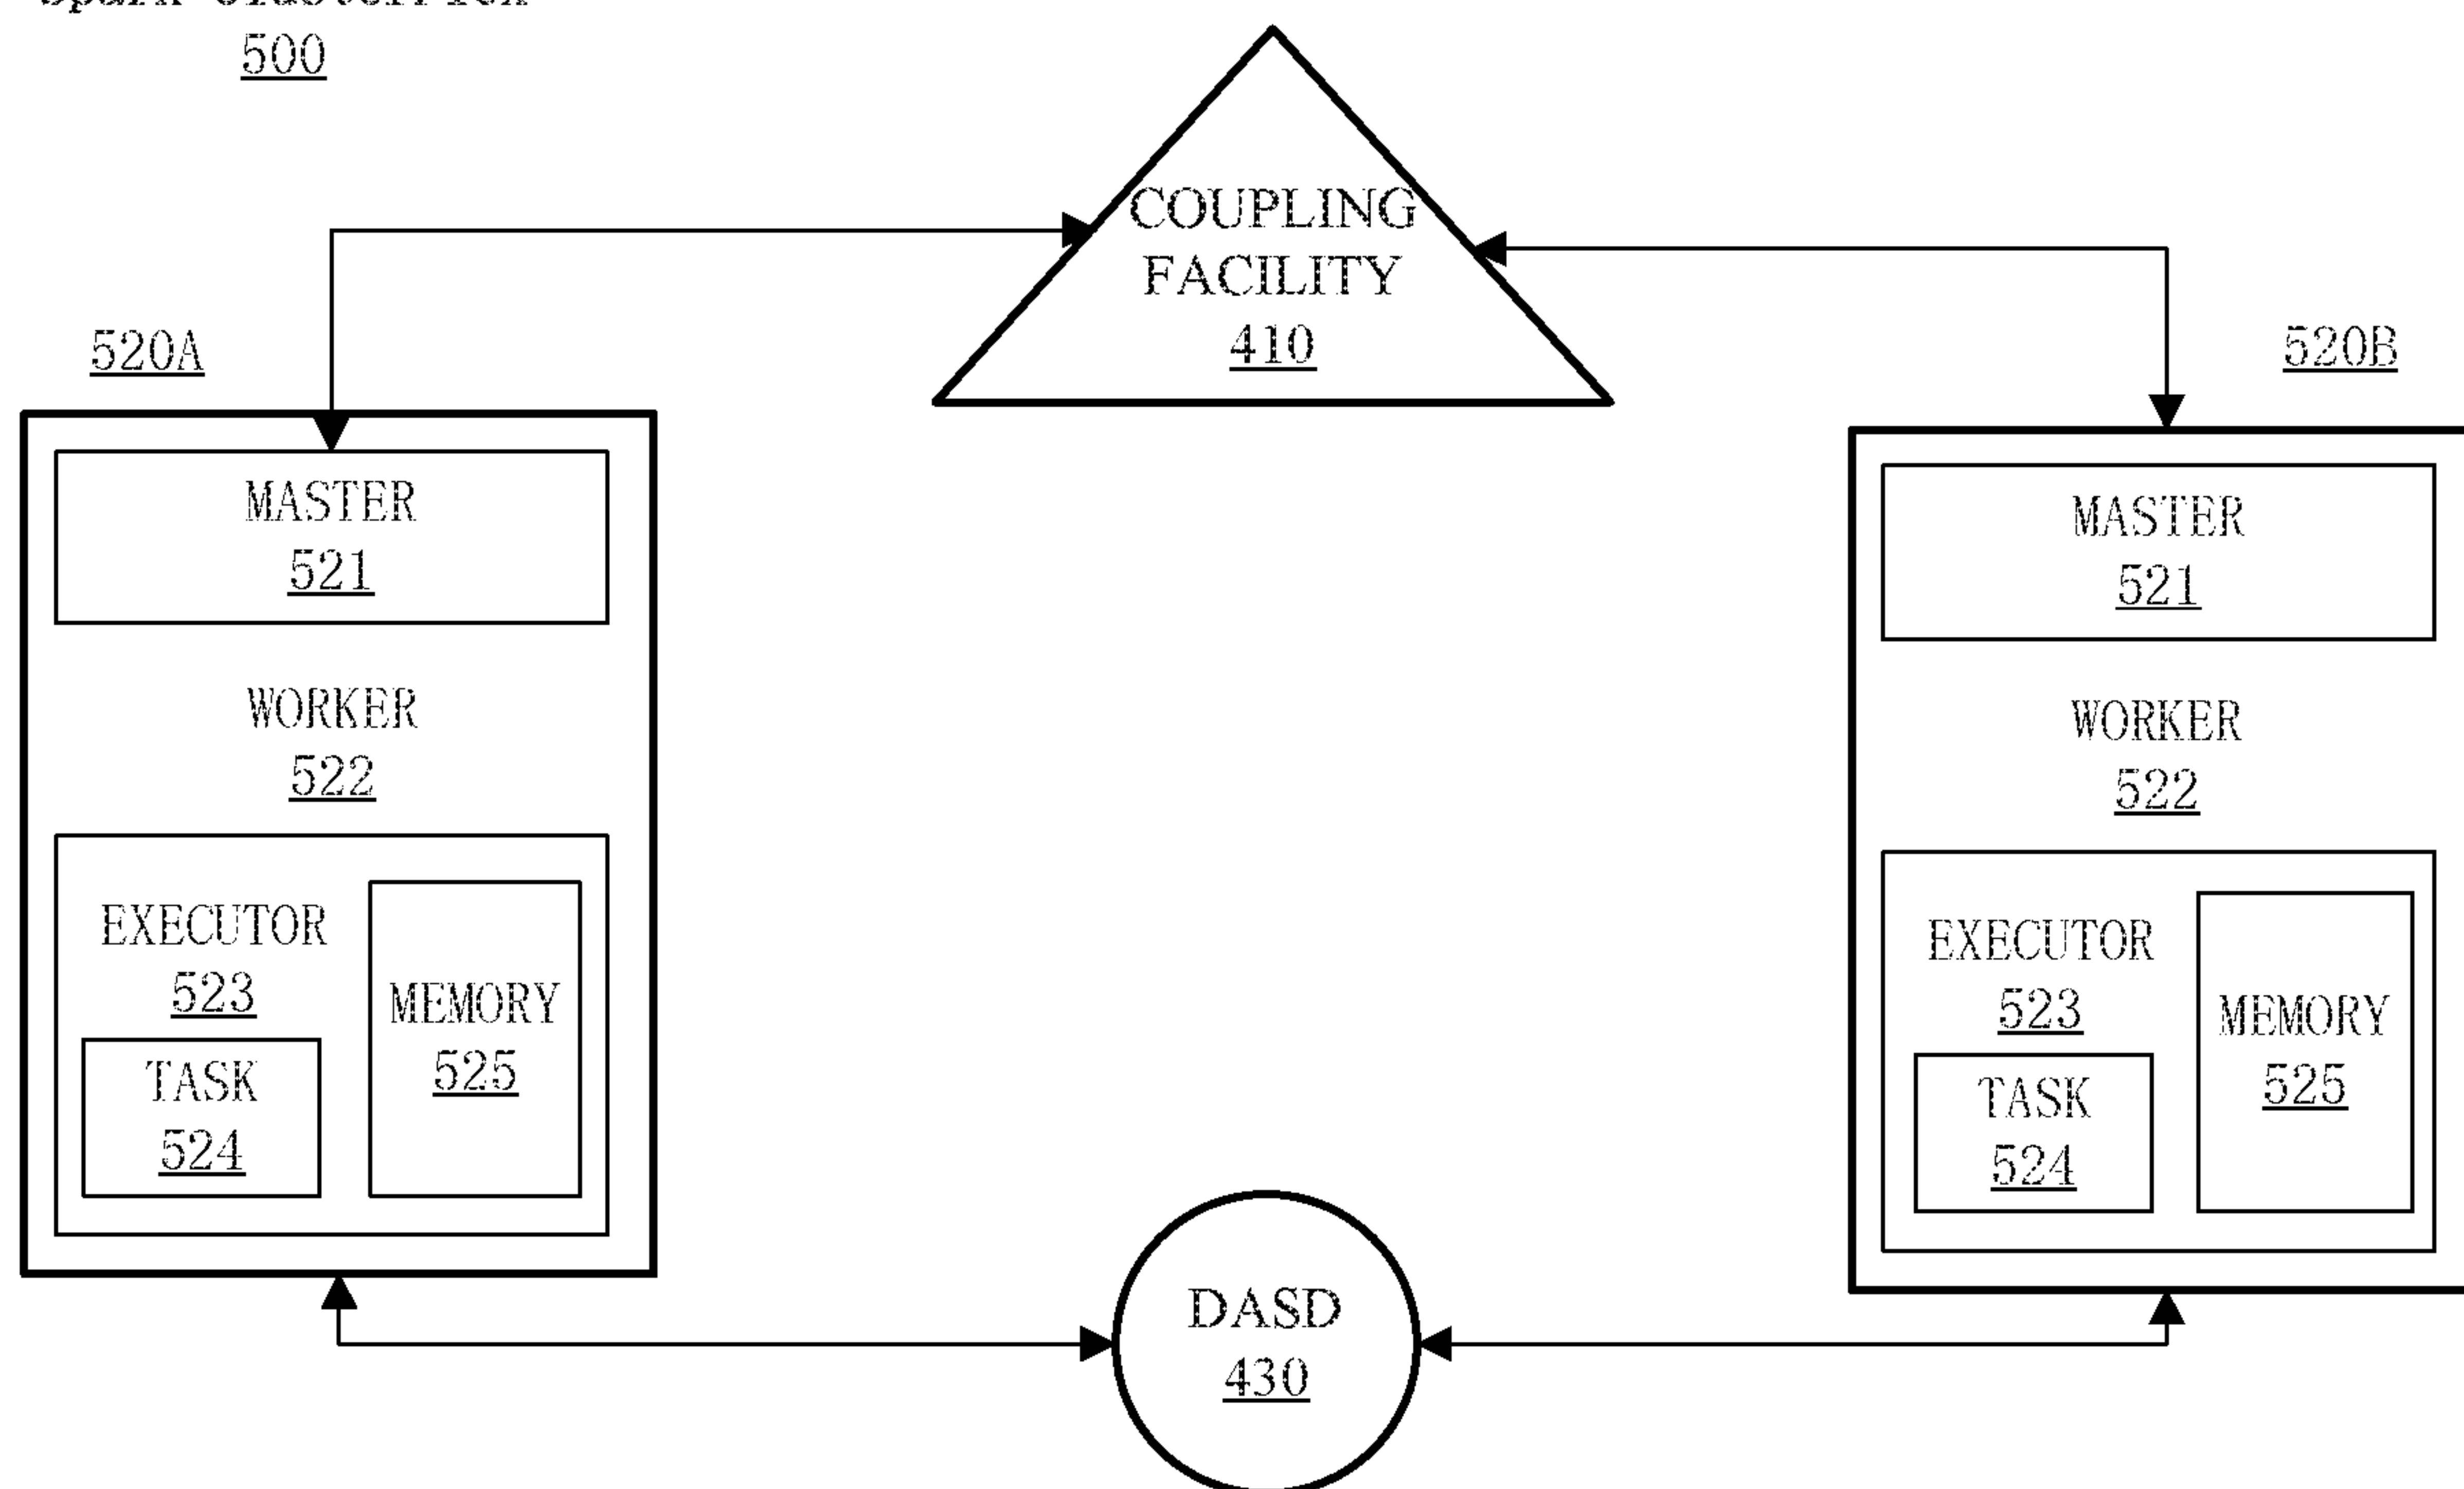 500
COUPLING
FACILITY
410
520A
520B
MASTER
521
WORKER
522
EXECUTOR
523
TASK
524
MEMORY
525
MASTER
521
WORKER
522
EXECUTOR
523
TASK
524
MEMORY
525
DASD
430